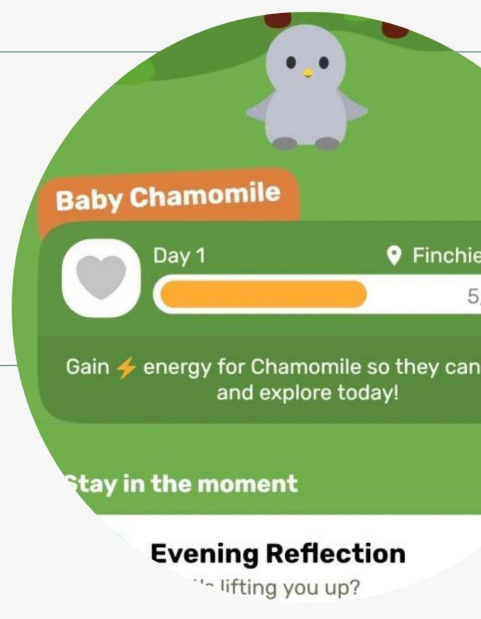 Baby Chamomile
Day 1
Finchie
5,
Gain ⚡ energy for Chamomile so they can
and explore today!
Stay in the moment
Evening Reflection
lifting you up?